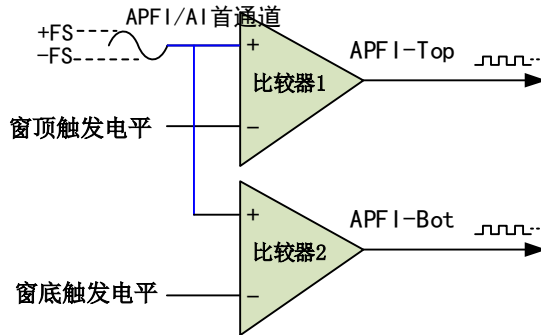 APFI/AI首通道
+FS
-FS
+
比较器1
-
APFI-Top
窗顶触发电平
+
比较器2
-
APFI-Bot
窗底触发电平